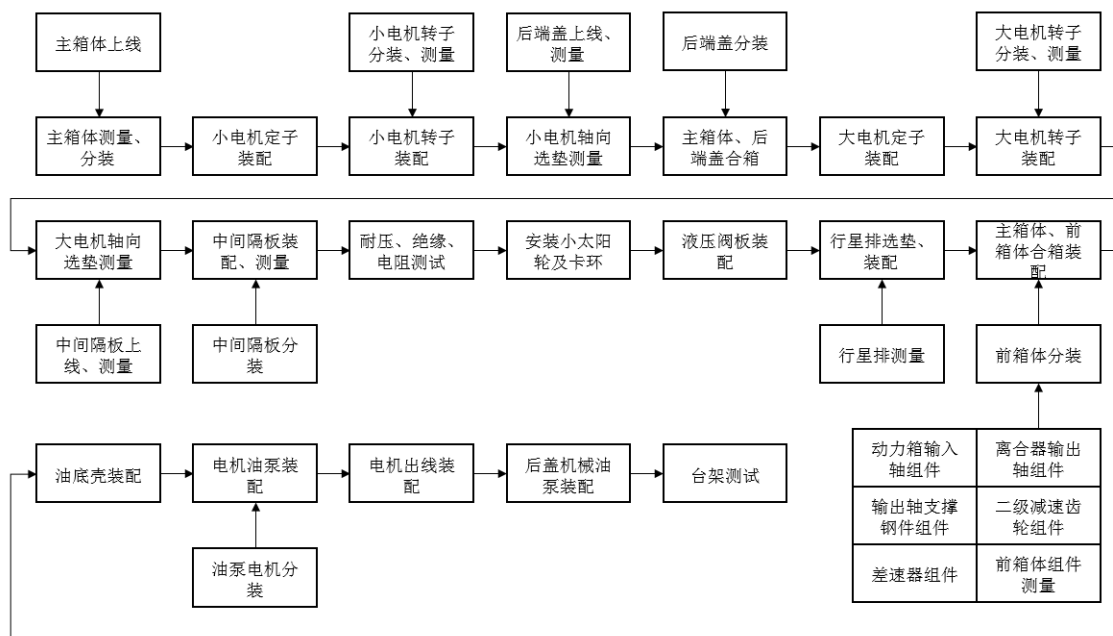 主箱体上线
小电机转子
分装、测量
后端盖上线、
测量
后端盖分装
大电机转子
分装、测量
主箱体测量、
分装
小电机定子
装配
小电机转子
装配
小电机轴向
选垫测量
主箱体、后
端盖合箱
大电机定子
装配
大电机转子
装配
大电机轴向
选垫测量
中间隔板装
配、测量
耐压、绝缘、
电阻测试
安装小太阳
轮及卡环
液压阀板装
配
行星排选垫、
装配
主箱体、前
箱体合箱装
配
中间隔板上
线、测量
中间隔板分
装
行星排测量
前箱体分装
油底壳装配
电机油泵装
配
电机出线装
配
后盖机械油
泵装配
台架测试
动力箱输入
轴组件
离合器输出
轴组件
输出轴支撑
钢件组件
二级减速齿
轮组件
差速器组件
前箱体组件
测量
油泵电机分
装